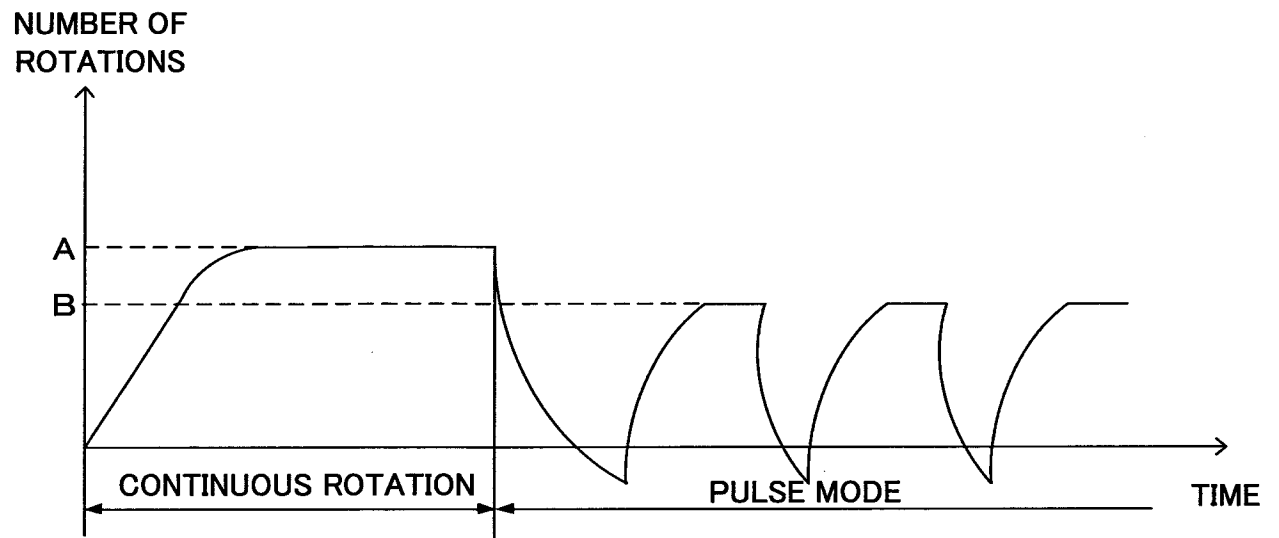 NUMBER OF
ROTATIONS
A
B
CONTINUOUS ROTATION
PULSE MODE
TIME